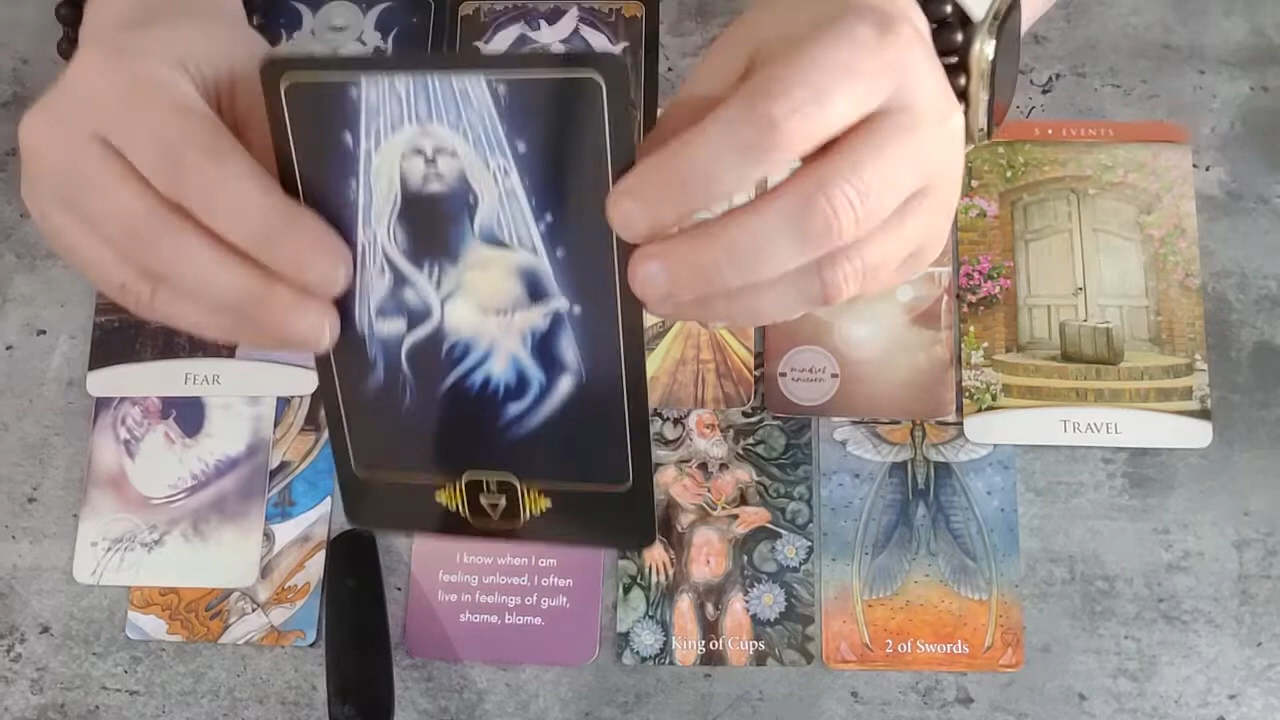 5 • EVENTS
FEAR
mindset
unicorn
TRAVEL
I know when I am
feeling unloved, I often
live in feelings of guilt,
shame, blame.
King of Cups
2 of Swords